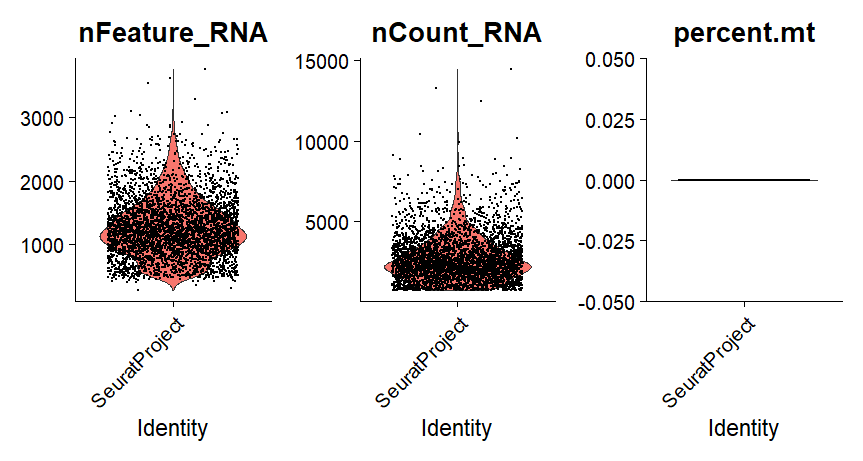 nFeature_RNA
3000
2000
1000
SeuratProject
Identity
nCount_RNA
15000
10000
5000
SeuratProject
Identity
percent.mt
0.050
0.025
0.000
-0.025
-0.050
SeuratProject
Identity